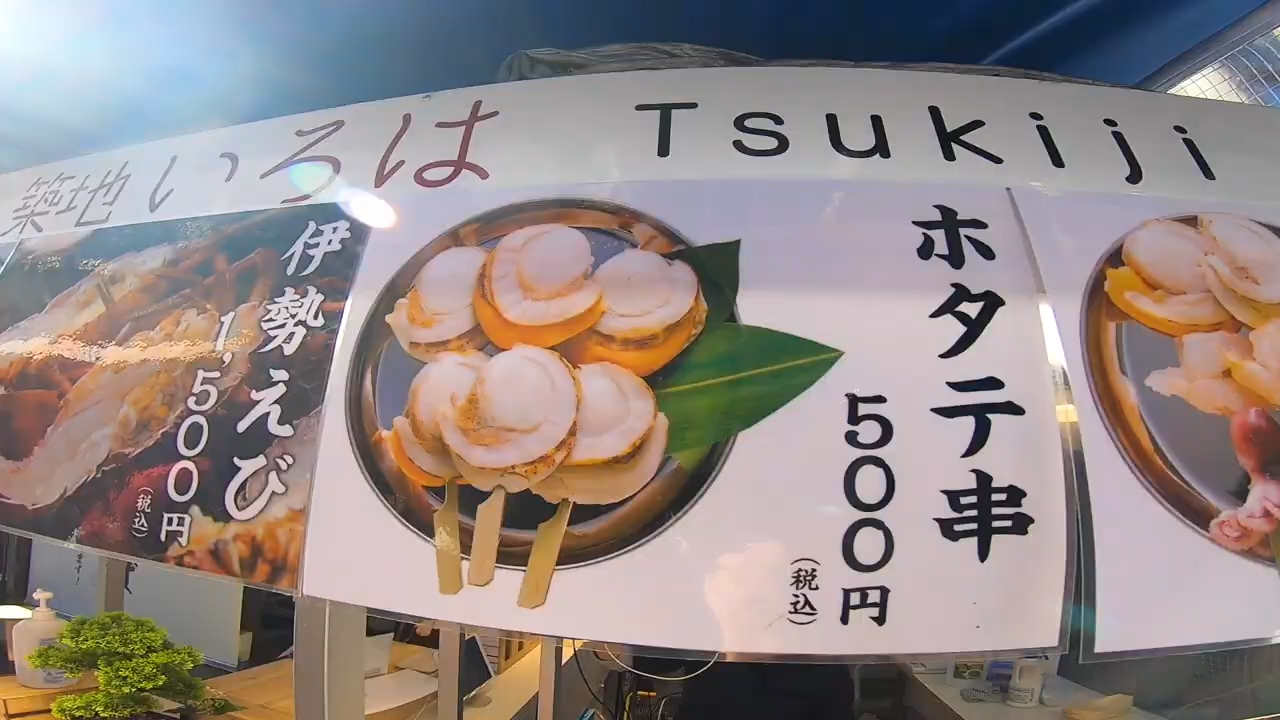 築地いろは Tsukiji
伊勢えび
1,500円
(税込)
ホタテ串
500円
(税込)